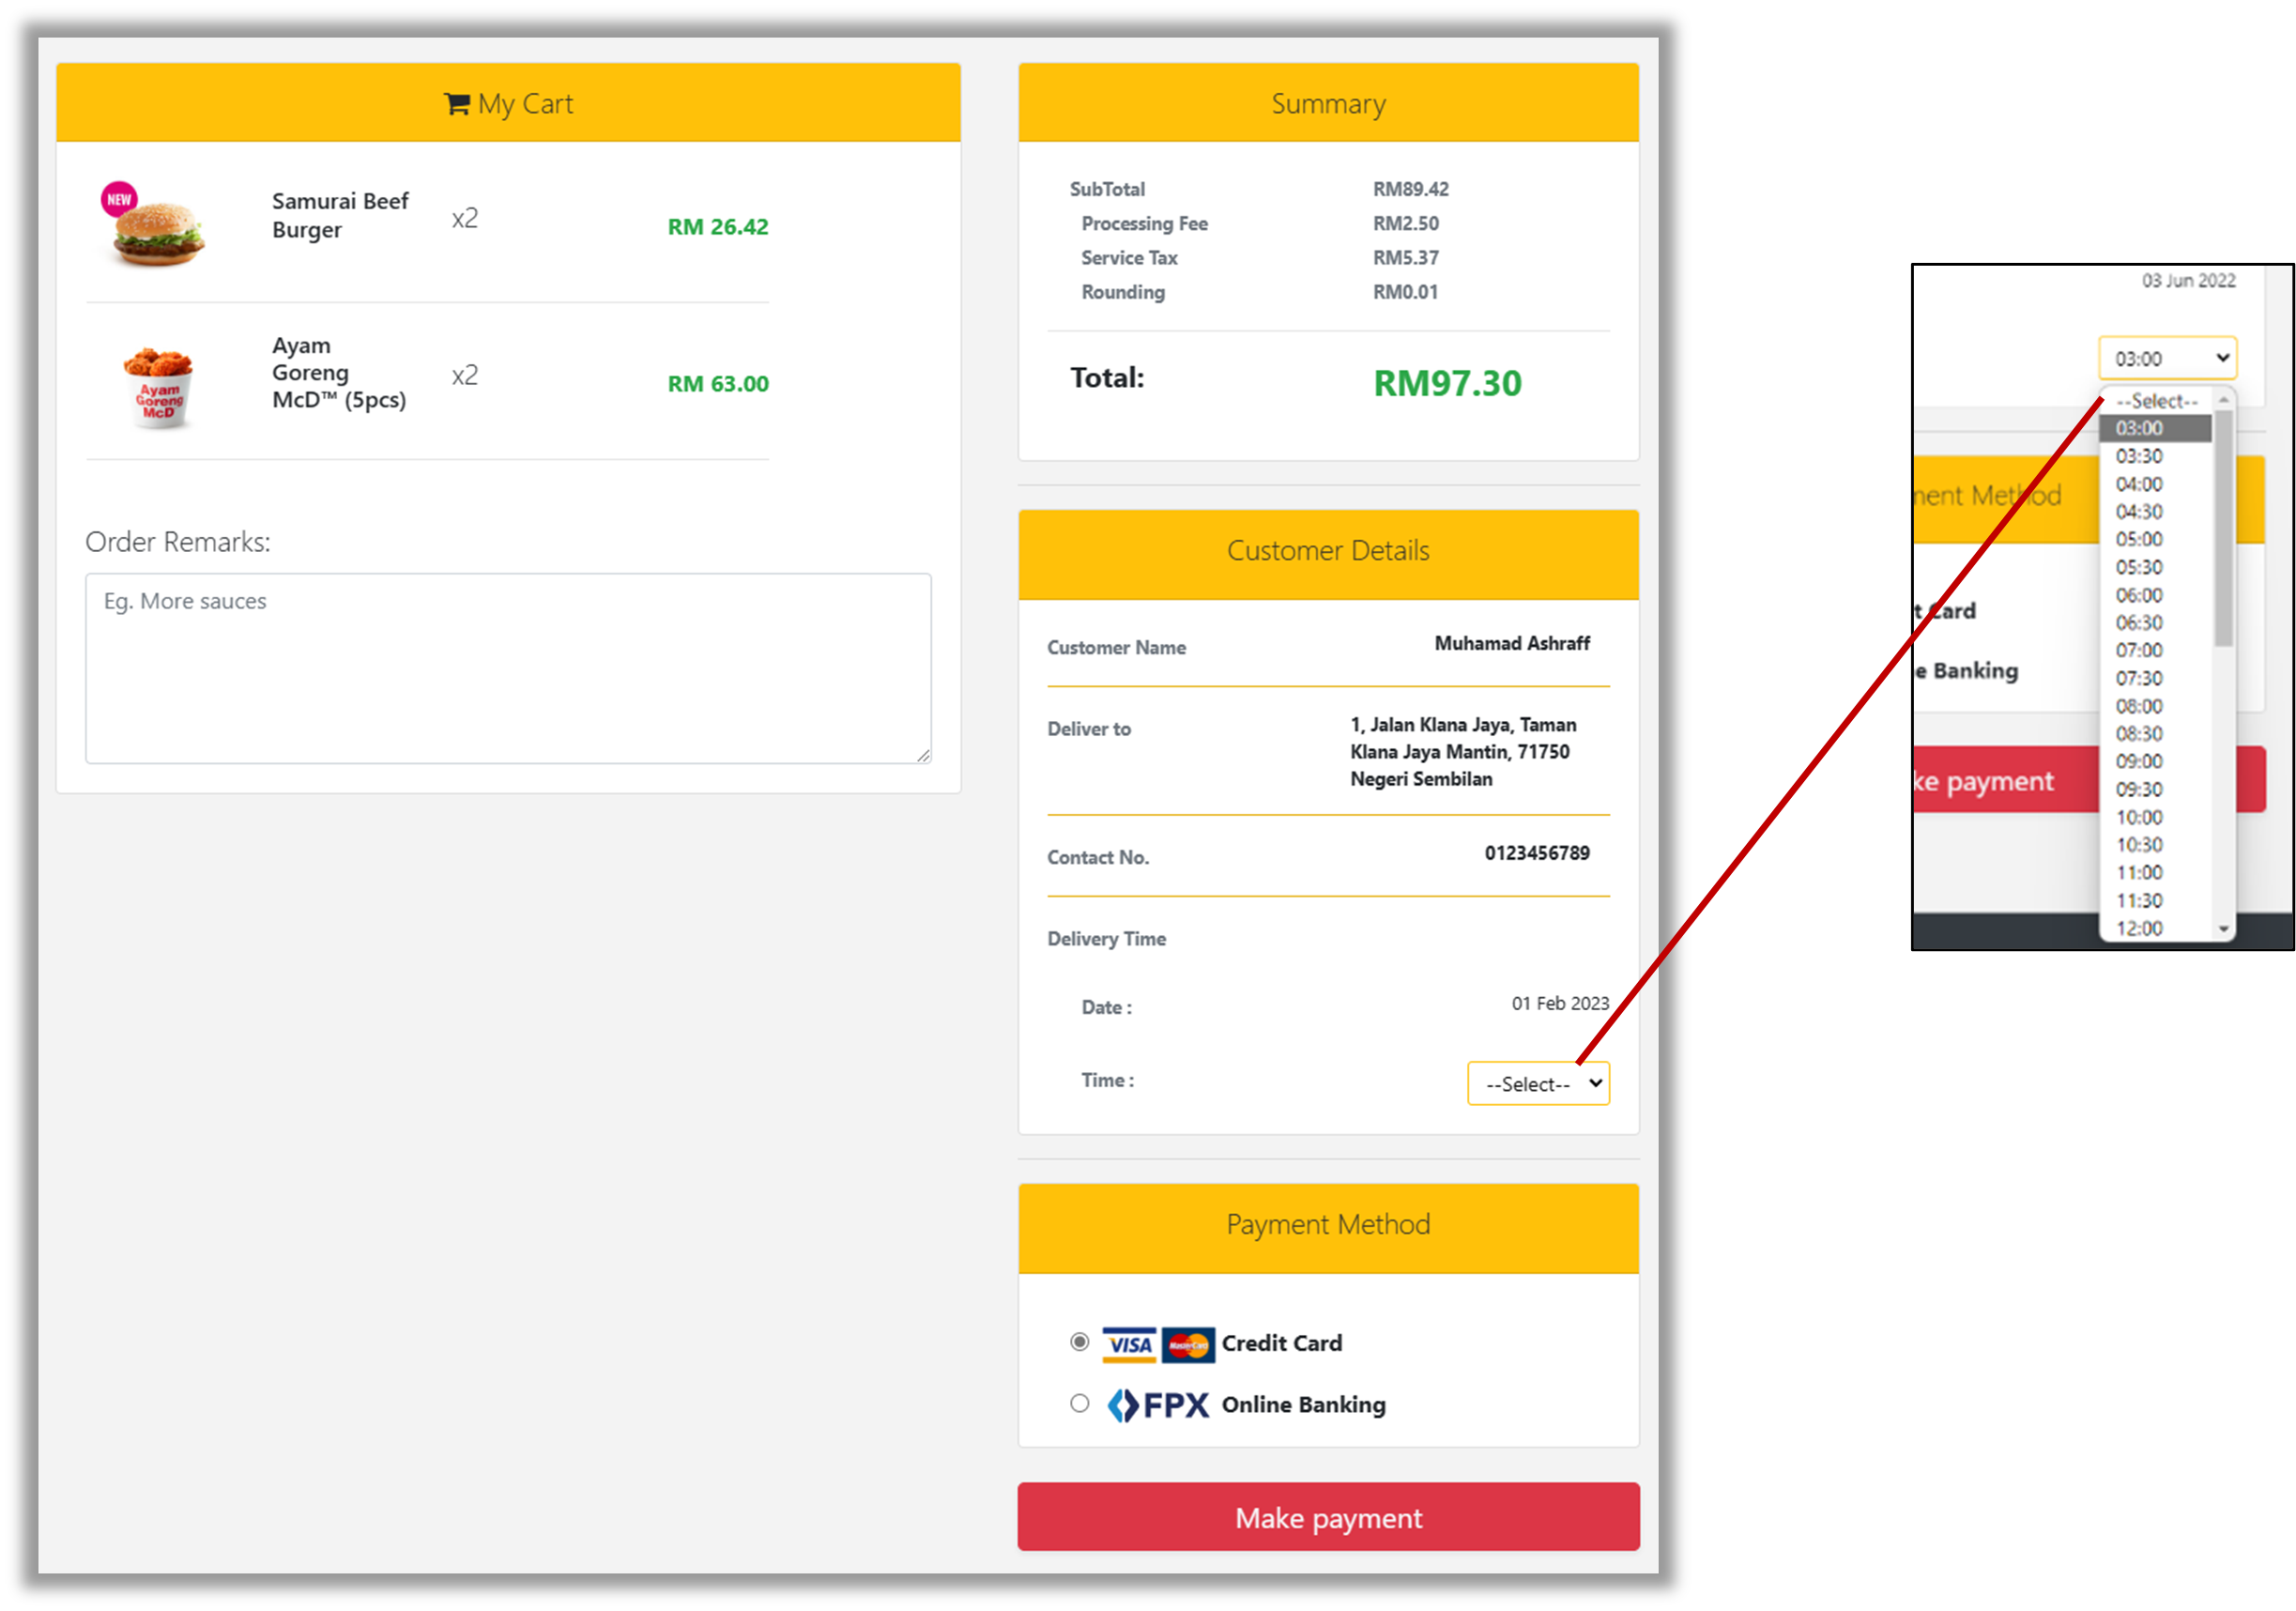 My Cart
NEW
Samurai Beef
Burger
x2
RM 26.42
Ayam
Goreng
McD
Ayam
Goreng
McD™ (5pcs)
x2
RM 63.00
Order Remarks:
Eg. More sauces
Summary
SubTotal RM89.42
Processing Fee RM2.50
Service Tax RM5.37
Rounding RM0.01
Total: RM97.30
Customer Details
Customer Name Muhamad Ashraff
Deliver to 1, Jalan Klana Jaya, Taman
Klana Jaya Mantin, 71750
Negeri Sembilan
Contact No. 0123456789
Delivery Time
Date : 01 Feb 2023
Time : --Select--
Payment Method
VISA MasterCard Credit Card
FPX Online Banking
Make payment
03 Jun 2022
03:00
--Select--
03:00
03:30
04:00
04:30
05:00
05:30
06:00
06:30
07:00
07:30
08:00
08:30
09:00
09:30
10:00
10:30
11:00
11:30
12:00
nent Method
t Card
e Banking
ke payment